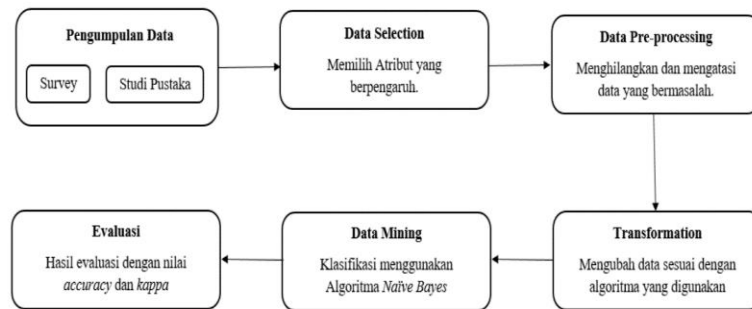 Pengumpulan Data
Survey
Studi Pustaka
Data Selection
Memilih Atribut yang
berpengaruh.
Data Pre-processing
Menghilangkan dan mengatasi
data yang bermasalah.
Transformation
Mengubah data sesuai dengan
algoritma yang digunakan
Data Mining
Klasifikasi menggunakan
Algoritma Naïve Bayes
Evaluasi
Hasil evaluasi dengan nilai
accuracy dan kappa